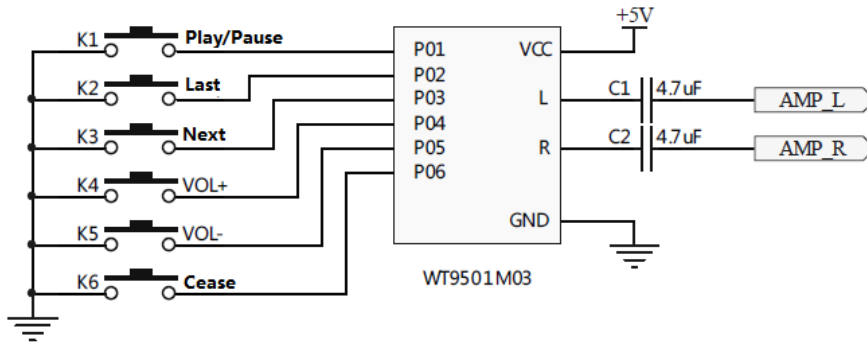 +5V
K1 Play/Pause P01 VCC
K2 Last P02
K3 Next P03 L C1 4.7uF AMP_L
P04
K4 VOL+ P05 R C2 4.7uF AMP_R
P06
K5 VOL-
GND
K6 Cease
WT9501M03